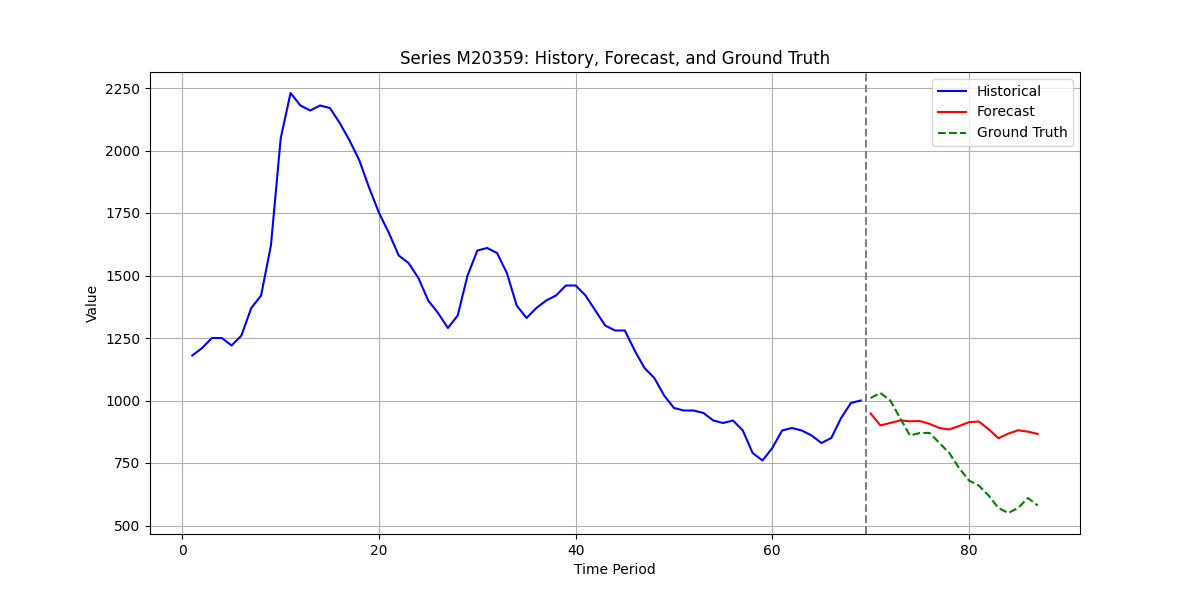 Series M20359: History, Forecast, and Ground Truth
Historical
Forecast
Ground Truth
Value
2250
2000
1750
1500
1250
1000
750
500
0
20
40
60
80
Time Period